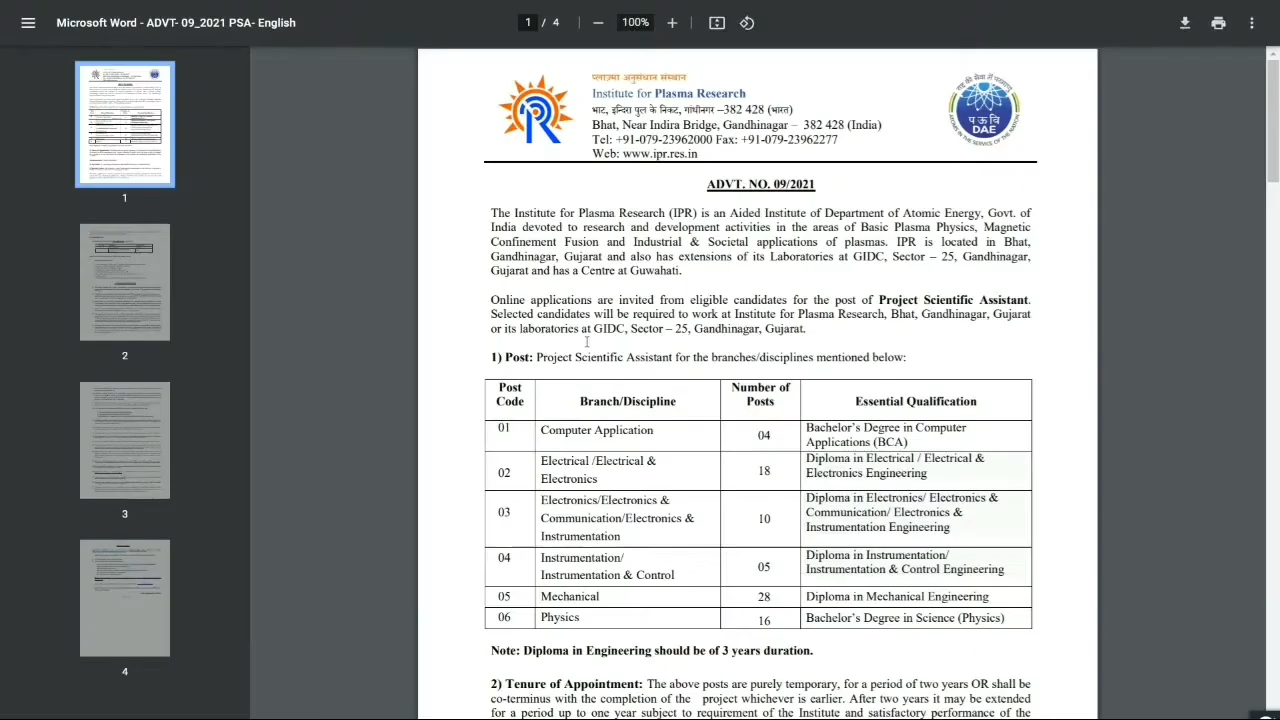 Microsoft Word - ADVT- 09_2021 PSA- English
1 / 4
100%
1
2
3
4
प्लाज़्मा अनुसंधान संस्थान
Institute for Plasma Research
भाट, इन्दिरा पुल के निकट, गांधीनगर –382 428 (भारत)
Bhat, Near Indira Bridge, Gandhinagar – 382 428 (India)
Tel: +91-079-23962000 Fax: +91-079-23962277
Web: www.ipr.res.in
पऊवि
DAE
ADVT. NO. 09/2021
The Institute for Plasma Research (IPR) is an Aided Institute of Department of Atomic Energy, Govt. of
India devoted to research and development activities in the areas of Basic Plasma Physics, Magnetic
Confinement Fusion and Industrial & Societal applications of plasmas. IPR is located in Bhat,
Gandhinagar, Gujarat and also has extensions of its Laboratories at GIDC, Sector – 25, Gandhinagar,
Gujarat and has a Centre at Guwahati.
Online applications are invited from eligible candidates for the post of Project Scientific Assistant.
Selected candidates will be required to work at Institute for Plasma Research, Bhat, Gandhinagar, Gujarat
or its laboratories at GIDC, Sector – 25, Gandhinagar, Gujarat.
1) Post: Project Scientific Assistant for the branches/disciplines mentioned below:
Post Code Branch/Discipline Number of Posts Essential Qualification
01 Computer Application 04 Bachelor's Degree in Computer Applications (BCA)
02 Electrical /Electrical & Electronics 18 Diploma in Electrical / Electrical & Electronics Engineering
03 Electronics/Electronics & Communication/Electronics & Instrumentation 10 Diploma in Electronics/ Electronics & Communication/ Electronics & Instrumentation Engineering
04 Instrumentation/ Instrumentation & Control 05 Diploma in Instrumentation/ Instrumentation & Control Engineering
05 Mechanical 28 Diploma in Mechanical Engineering
06 Physics 16 Bachelor's Degree in Science (Physics)
Note: Diploma in Engineering should be of 3 years duration.
2) Tenure of Appointment: The above posts are purely temporary, for a period of two years OR shall be
co-terminus with the completion of the project whichever is earlier. After two years it may be extended
for a period up to one year subject to requirement of the Institute and satisfactory performance of the